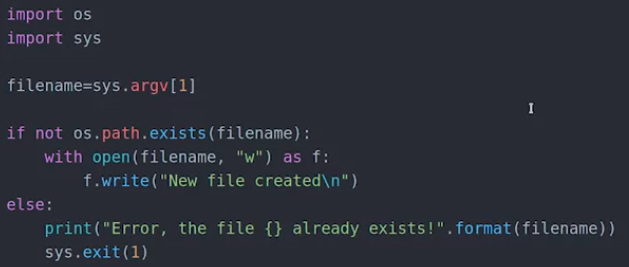 import os
import sys

filename=sys.argv[1]

if not os.path.exists(filename):
    with open(filename, "w") as f:
        f.write("New file created\n")
else:
    print("Error, the file {} already exists!".format(filename))
    sys.exit(1)